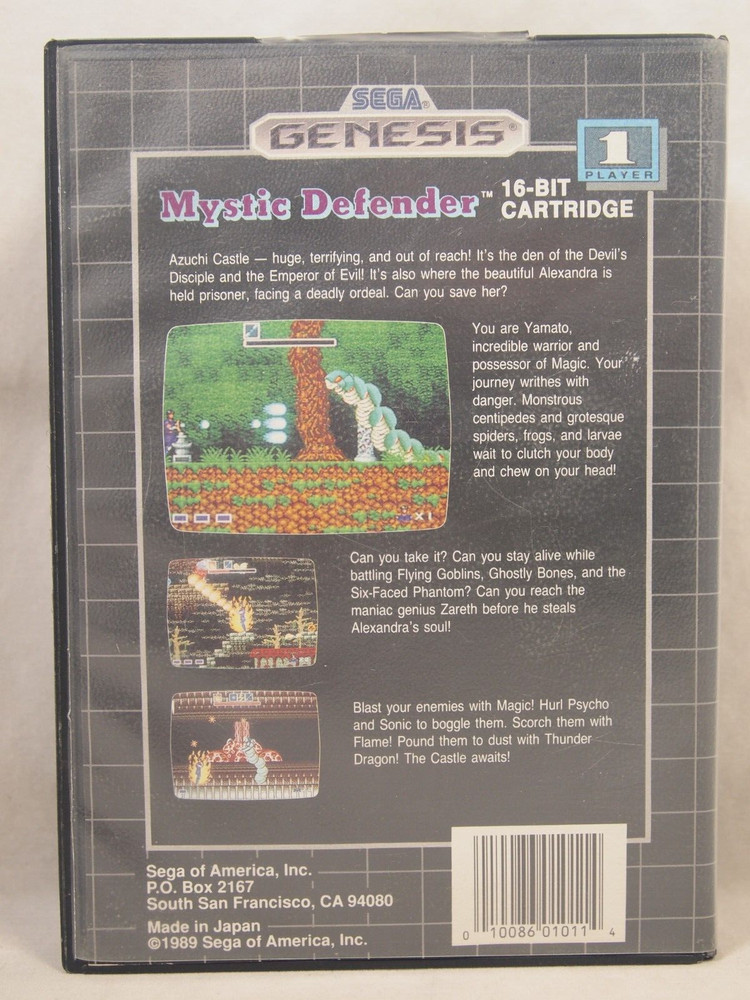 SEGA®
GENESIS®
1
PLAYER
Mystic Defender™
16-BIT
CARTRIDGE
Azuchi Castle — huge, terrifying, and out of reach! It's the den of the Devil's
Disciple and the Emperor of Evil! It's also where the beautiful Alexandra is
held prisoner, facing a deadly ordeal. Can you save her?
You are Yamato,
incredible warrior and
possessor of Magic. Your
journey writhes with
danger. Monstrous
centipedes and grotesque
spiders, frogs, and larvae
wait to clutch your body
and chew on your head!
×1
Can you take it? Can you stay alive while
battling Flying Goblins, Ghostly Bones, and the
Six-Faced Phantom? Can you reach the
maniac genius Zareth before he steals
Alexandra's soul!
Blast your enemies with Magic! Hurl Psycho
and Sonic to boggle them. Scorch them with
Flame! Pound them to dust with Thunder
Dragon! The Castle awaits!
Sega of America, Inc.
P.O. Box 2167
South San Francisco, CA 94080
Made in Japan
©1989 Sega of America, Inc.
0 10086 01011 4